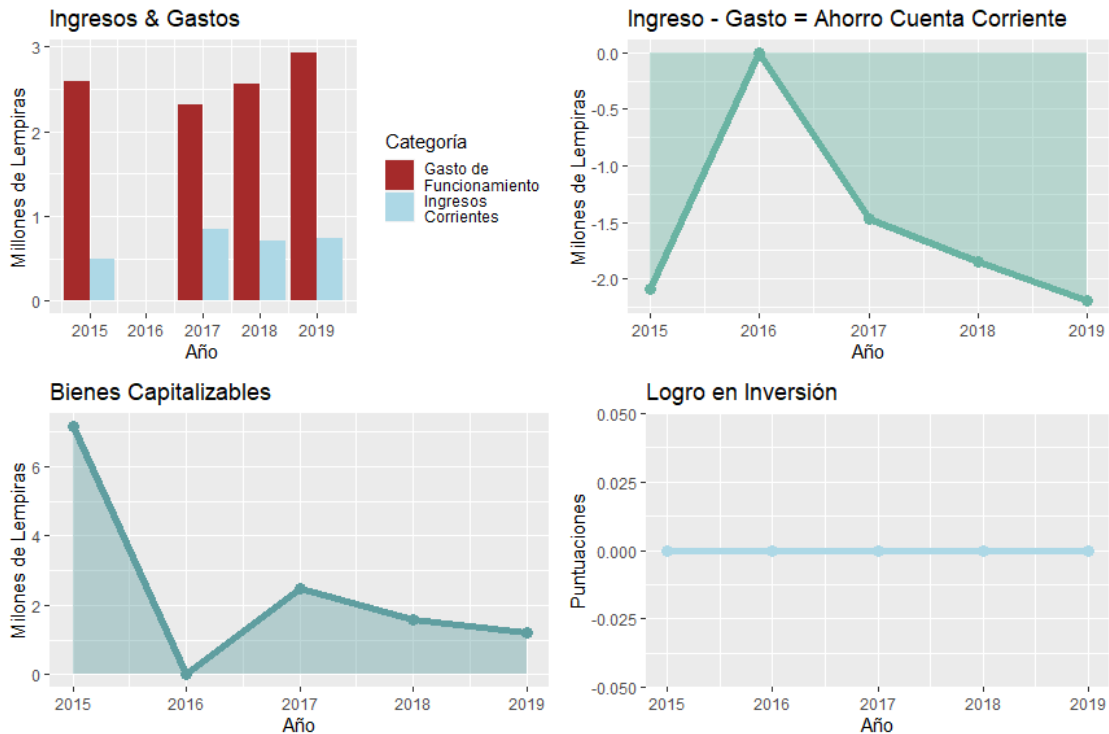 Ingresos & Gastos
Millones de Lempiras
3
2
1
0
2015 2016 2017 2018 2019
Año
Categoría
Gasto de
Funcionamiento
Ingresos
Corrientes
Ingreso - Gasto = Ahorro Cuenta Corriente
Millones de Lempiras
0.0
-0.5
-1.0
-1.5
-2.0
2015 2016 2017 2018 2019
Año
Bienes Capitalizables
Millones de Lempiras
6
4
2
0
2015 2016 2017 2018 2019
Año
Logro en Inversión
Puntuaciones
0.050
0.025
0.000
-0.025
-0.050
2015 2016 2017 2018 2019
Año